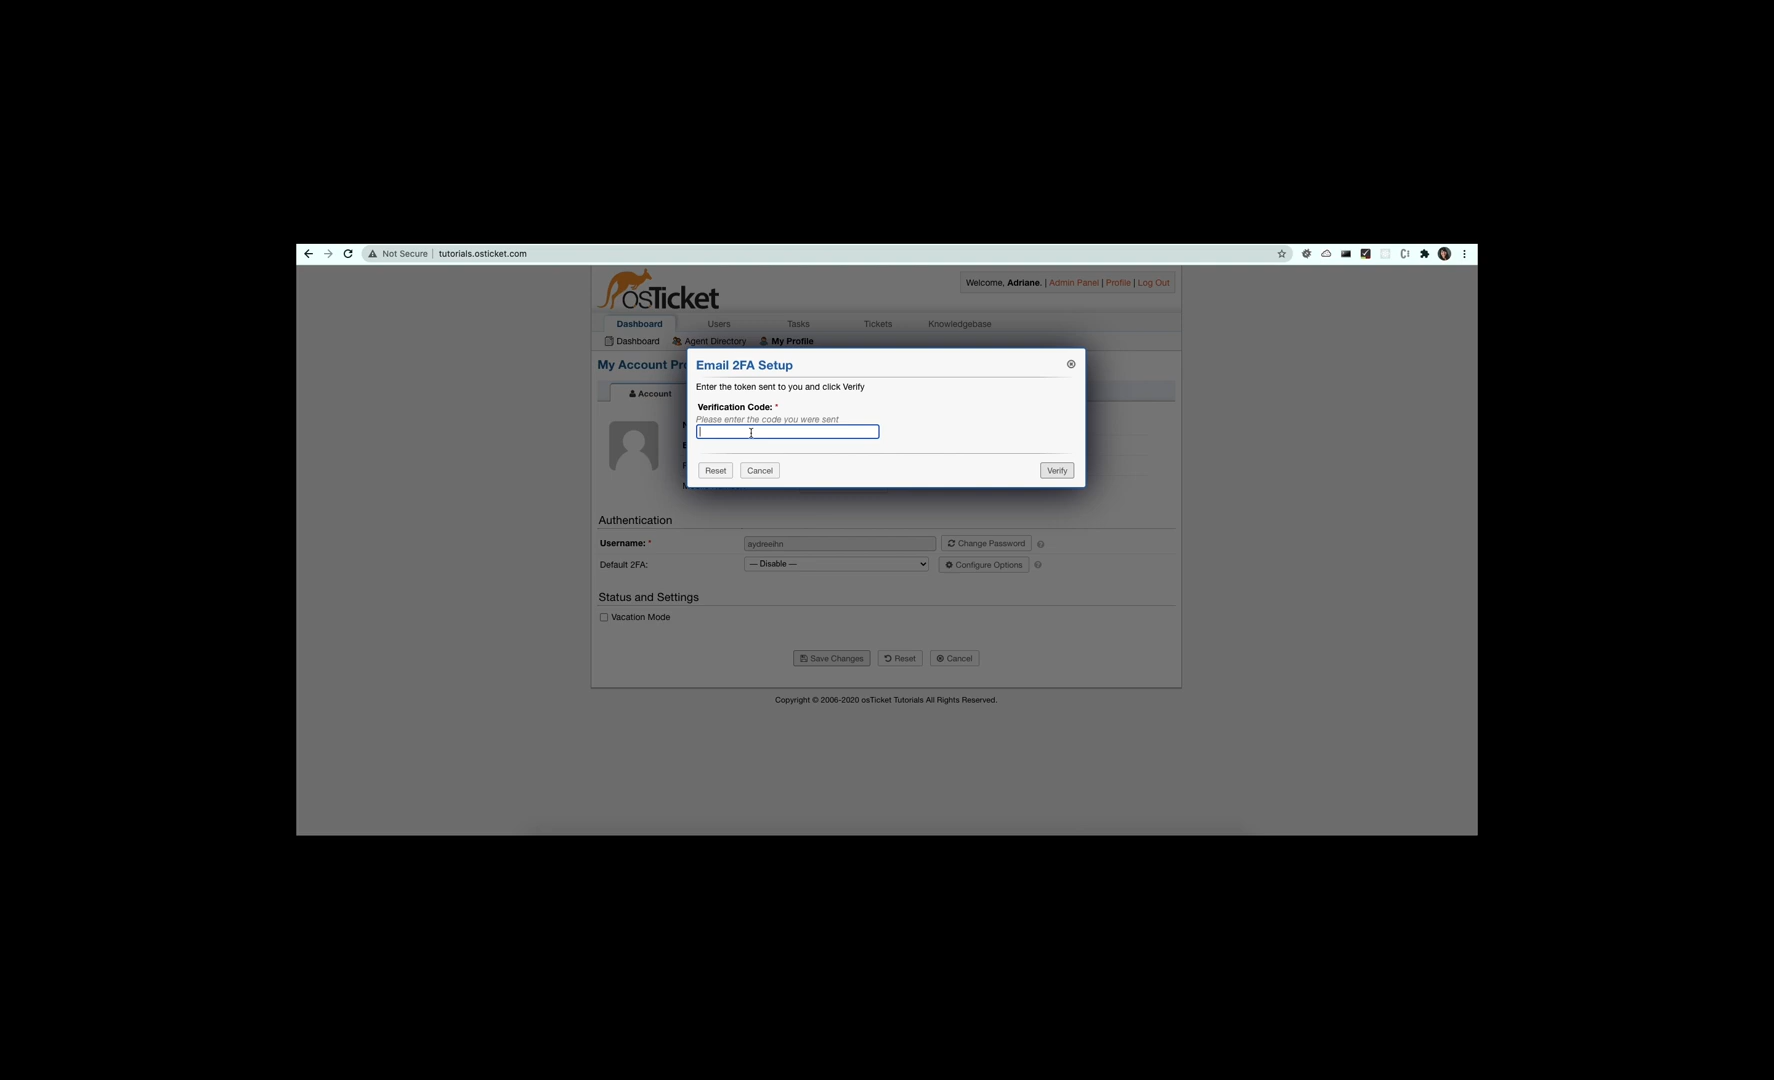 Not Secure | tutorials.osticket.com
osTicket
Welcome, Adriane. | Admin Panel | Profile | Log Out
Dashboard Users Tasks Tickets Knowledgebase
Dashboard Agent Directory My Profile
My Account Pr
Account
Email 2FA Setup
Enter the token sent to you and click Verify
Verification Code: *
Please enter the code you were sent
Reset Cancel Verify
Authentication
Username: * aydreeihn Change Password
Default 2FA: — Disable — Configure Options
Status and Settings
Vacation Mode
Save Changes Reset Cancel
Copyright © 2006-2020 osTicket Tutorials All Rights Reserved.